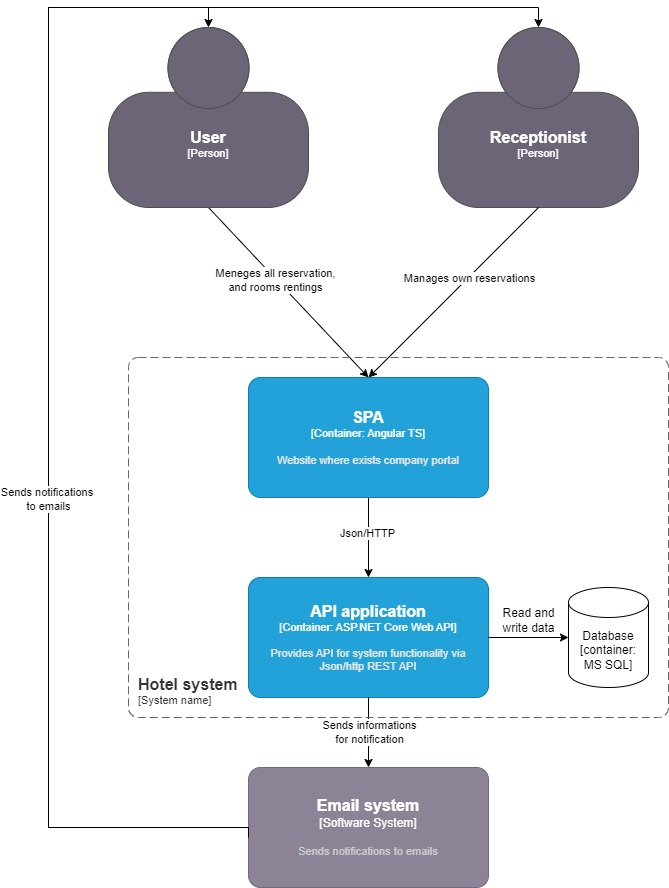 User
[Person]
Receptionist
[Person]
Meneges all reservation,
and rooms rentings
Manages own reservations
SPA
[Container: Angular TS]
Website where exists company portal
Sends notifications
to emails
Json/HTTP
API application
[Container: ASP.NET Core Web API]
Provides API for system functionality via
Json/http REST API
Read and
write data
Database
[container:
MS SQL]
Hotel system
[System name]
Sends informations
for notification
Email system
[Software System]
Sends notifications to emails